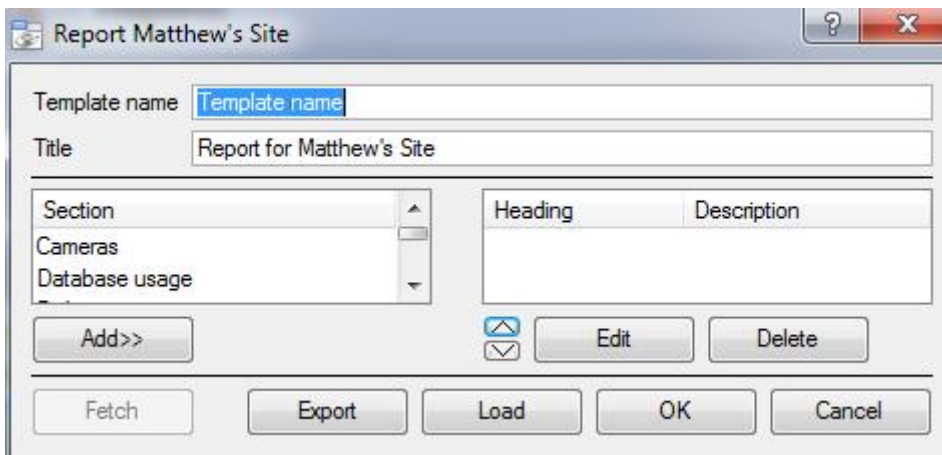 Report Matthew's Site
Template name Template name
Title Report for Matthew's Site
Section
Heading Description
Cameras
Database usage
Add>> Edit Delete
Fetch Export Load OK Cancel